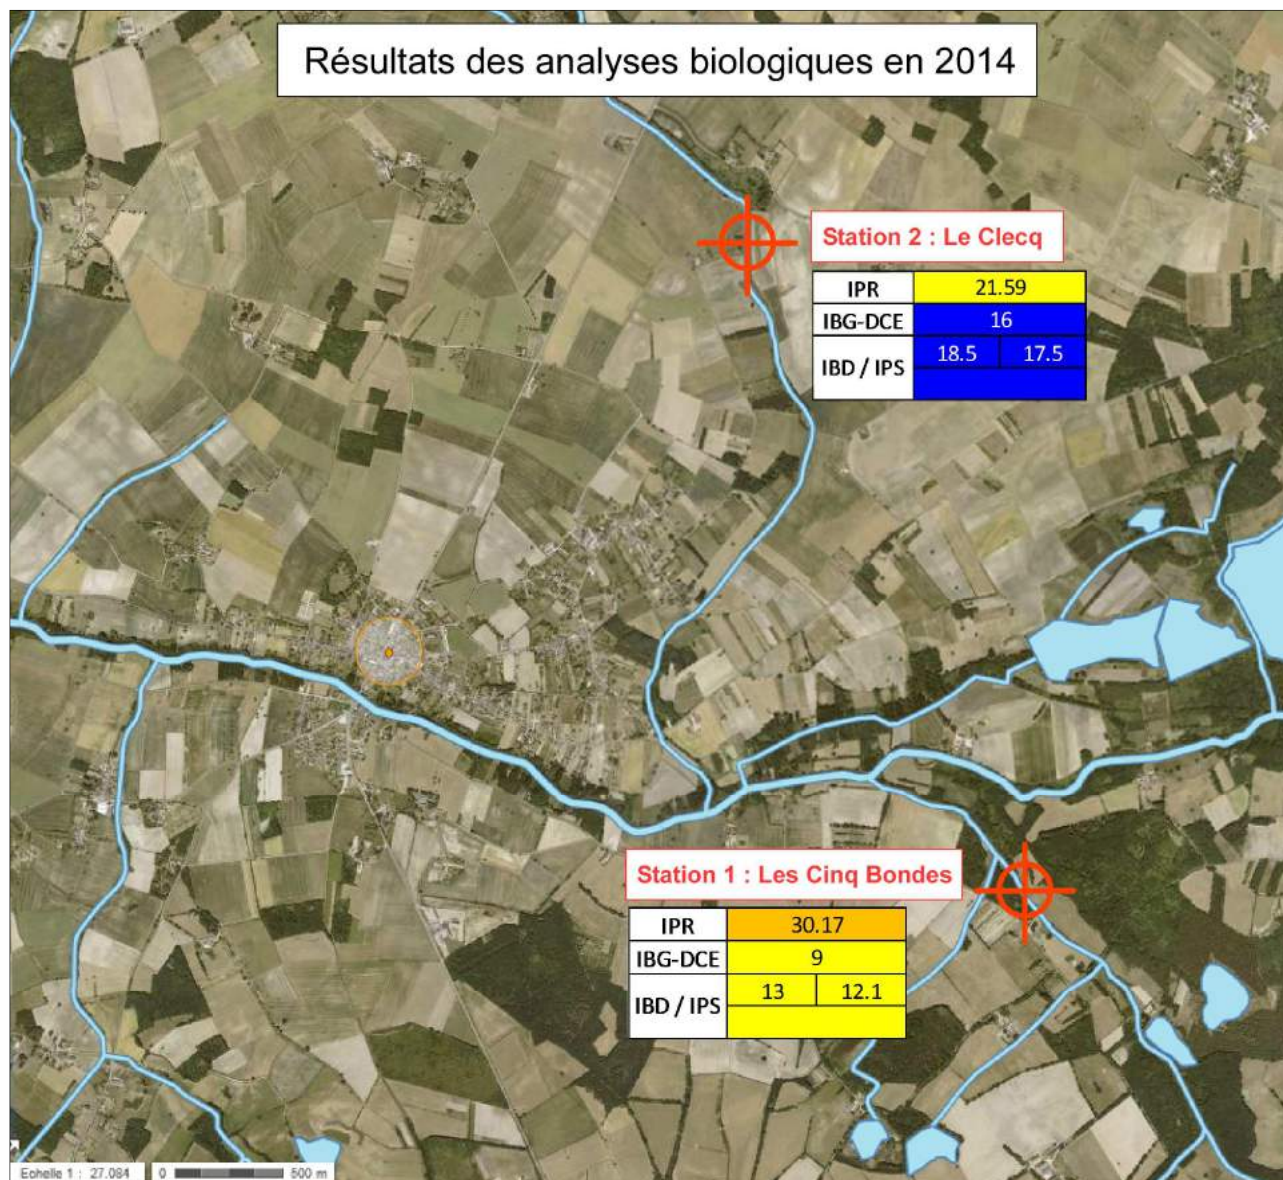 Résultats des analyses biologiques en 2014
Station 2 : Le Clecq
IPR 21.59
IBG-DCE 16
IBD / IPS 18.5 17.5
Station 1 : Les Cinq Bondes
IPR 30.17
IBG-DCE 9
IBD / IPS 13 12.1
Echelle 1 : 27.084 0 500 m